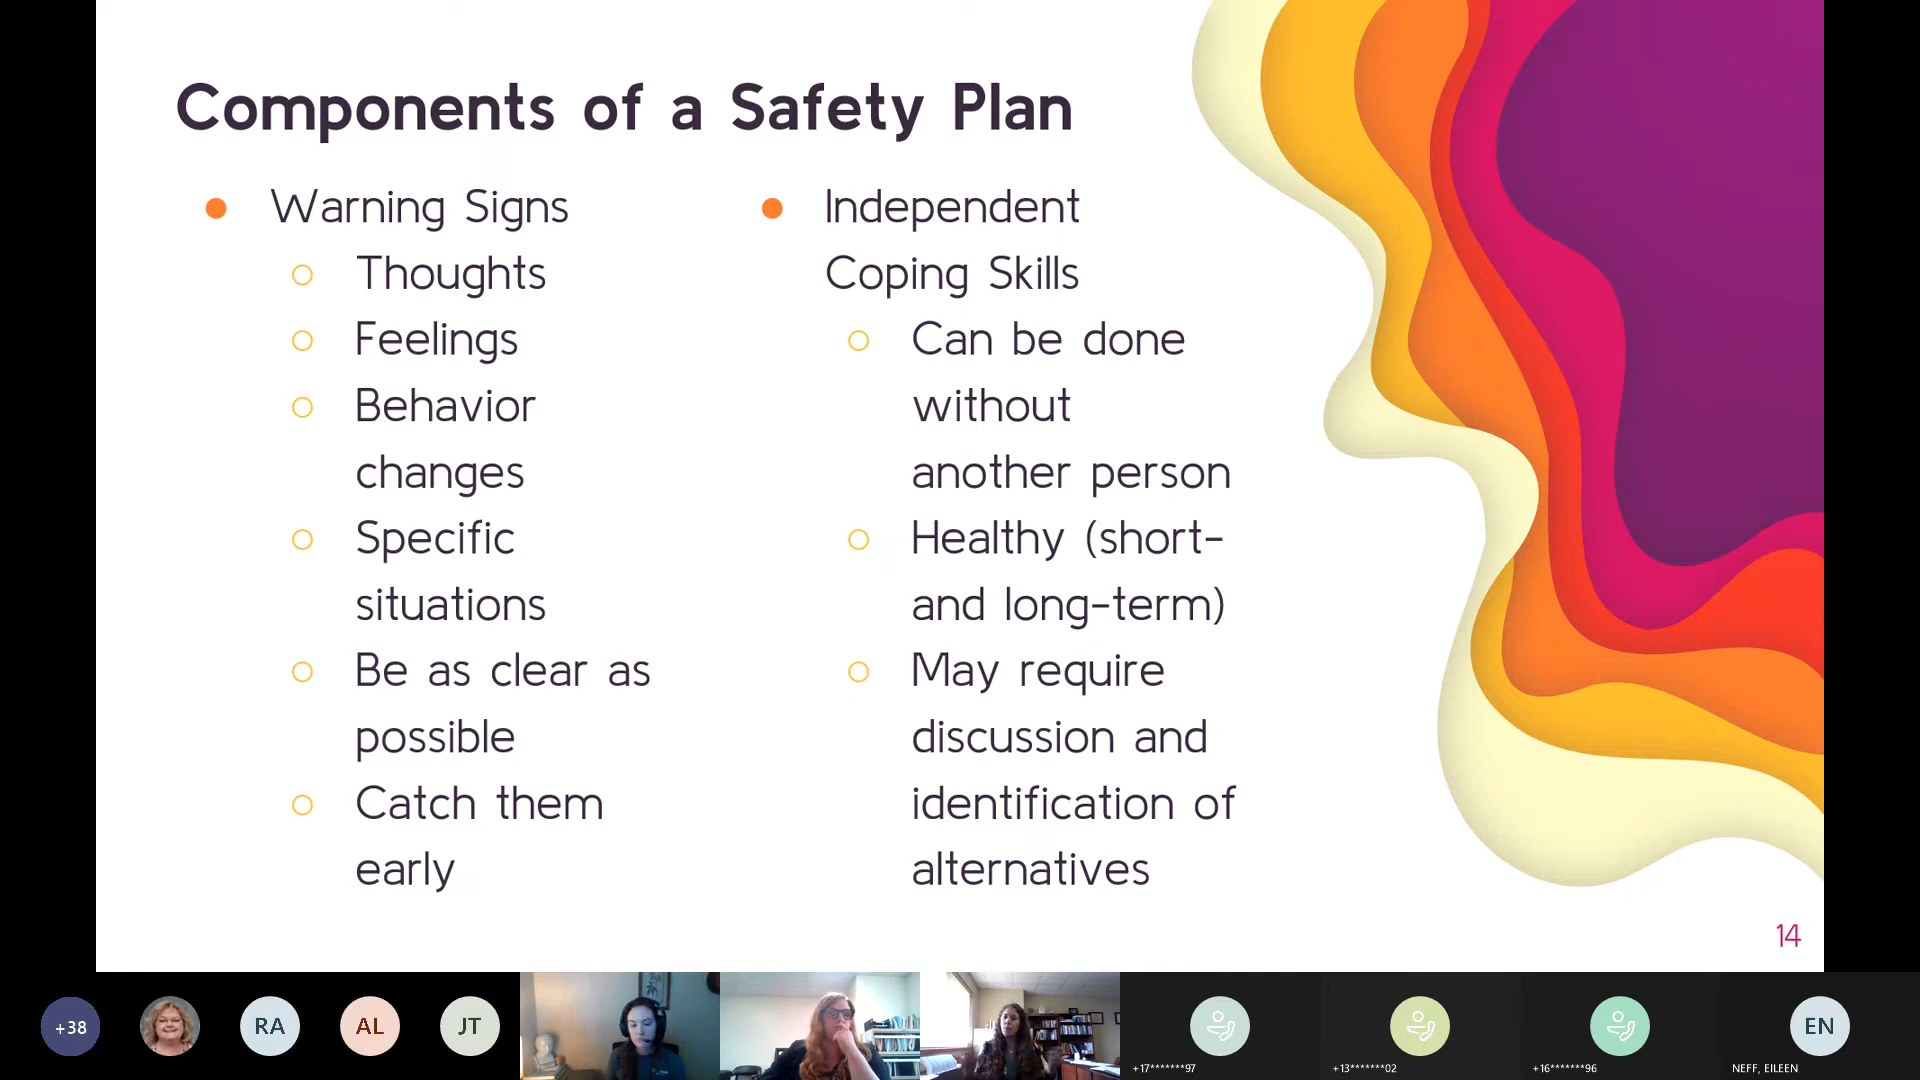 Components of a Safety Plan
Warning Signs
Thoughts
Feelings
Behavior
changes
Specific
situations
Be as clear as
possible
Catch them
early
Independent
Coping Skills
Can be done
without
another person
Healthy (short-
and long-term)
May require
discussion and
identification of
alternatives
14
+38
RA
AL
JT
+17*******97
+13*******02
+16*******96
EN
NEFF, EILEEN